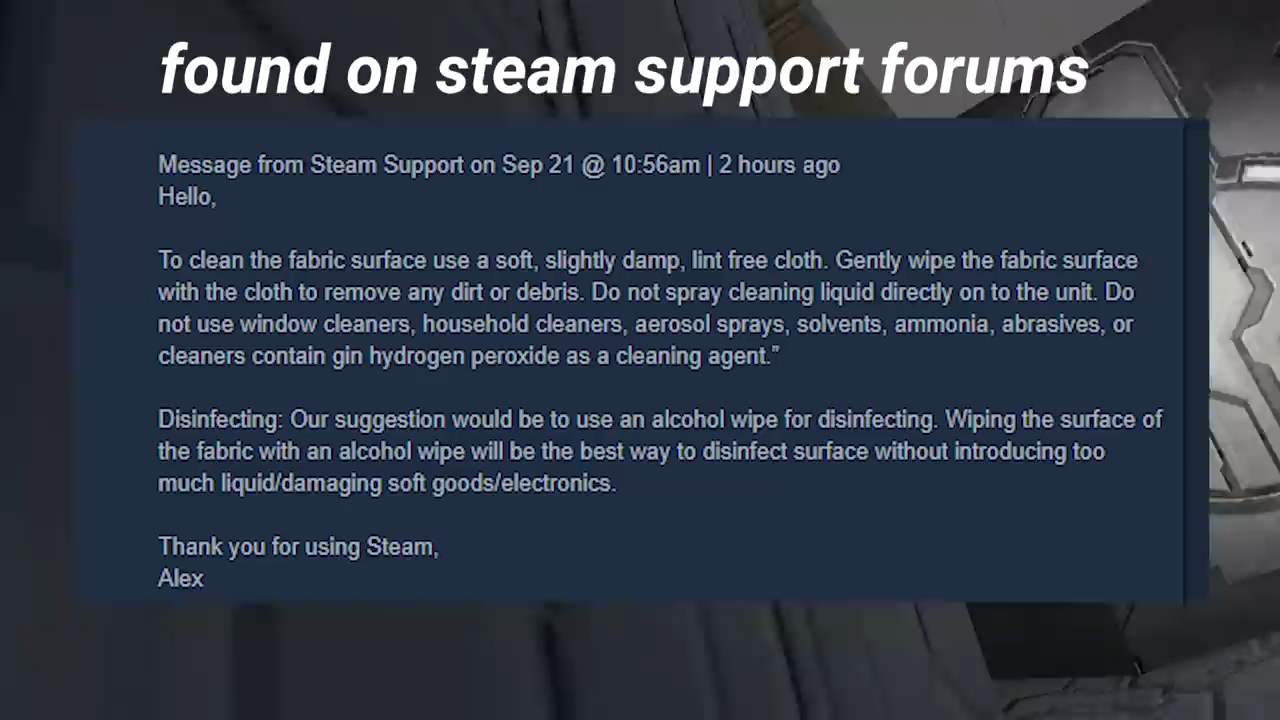 found on steam support forums
Message from Steam Support on Sep 21 @ 10:56am | 2 hours ago
Hello,
To clean the fabric surface use a soft, slightly damp, lint free cloth. Gently wipe the fabric surface
with the cloth to remove any dirt or debris. Do not spray cleaning liquid directly on to the unit. Do
not use window cleaners, household cleaners, aerosol sprays, solvents, ammonia, abrasives, or
cleaners contain gin hydrogen peroxide as a cleaning agent.”
Disinfecting: Our suggestion would be to use an alcohol wipe for disinfecting. Wiping the surface of
the fabric with an alcohol wipe will be the best way to disinfect surface without introducing too
much liquid/damaging soft goods/electronics.
Thank you for using Steam,
Alex